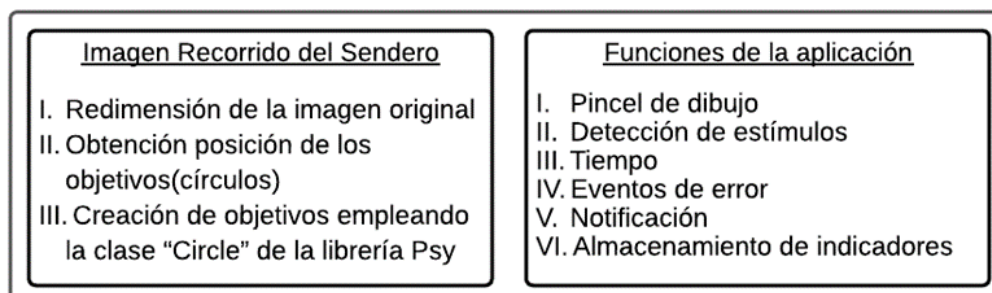 Imagen Recorrido del Sendero
I. Redimensión de la imagen original
II. Obtención posición de los
objetivos(círculos)
III. Creación de objetivos empleando
la clase “Circle” de la librería Psy
Funciones de la aplicación
I. Pincel de dibujo
II. Detección de estímulos
III. Tiempo
IV. Eventos de error
V. Notificación
VI. Almacenamiento de indicadores